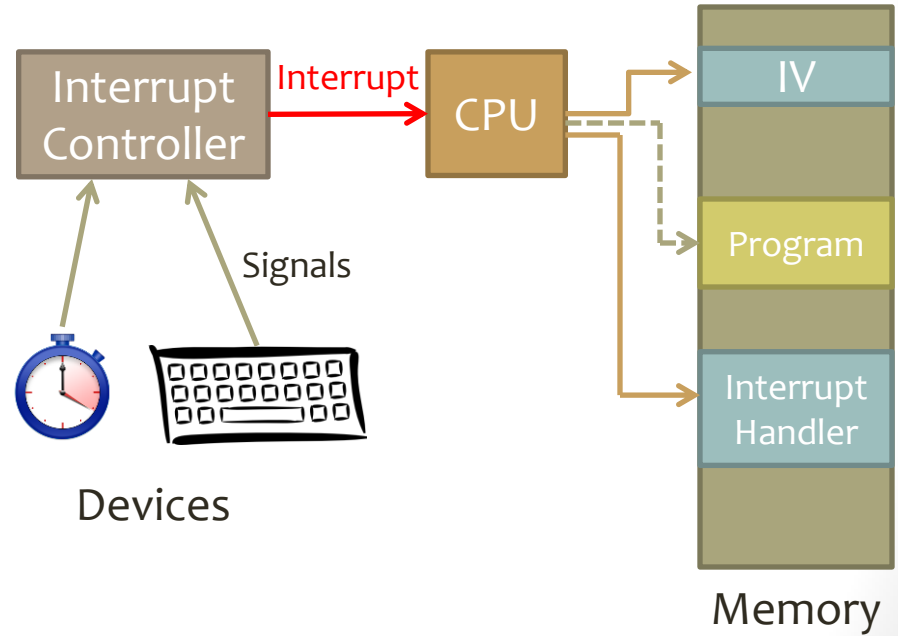 Interrupt
Controller
Interrupt
CPU
IV
Signals
Program
Interrupt
Handler
Devices
Memory